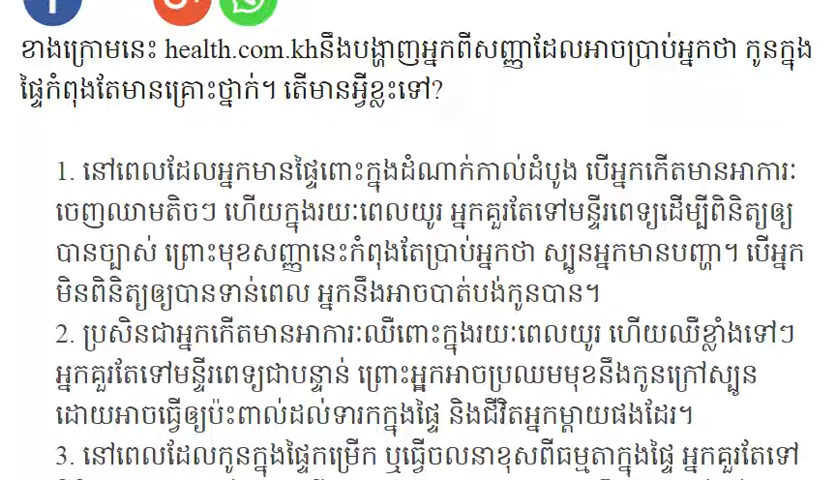 ខាងក្រោមនេះ health.com.khនឹងបង្ហាញអ្នកពីសញ្ញាដែលអាចប្រាប់អ្នកថា កូនក្នុង
ផ្ទៃកំពុងតែមានគ្រោះថ្នាក់។ តើមានអ្វីខ្លះទៅ?
1. នៅពេលដែលអ្នកមានផ្ទៃពោះក្នុងដំណាក់កាល់ដំបូង បើអ្នកកើតមានអាការៈ
ចេញឈាមតិចៗ ហើយក្នុងរយៈពេលយូរ អ្នកគួរតែទៅមន្ទីរពេទ្យដើម្បីពិនិត្យឲ្យ
បានច្បាស់ ព្រោះមុខសញ្ញានេះកំពុងតែប្រាប់អ្នកថា ស្បូនអ្នកមានបញ្ហា។ បើអ្នក
មិនពិនិត្យឲ្យបានទាន់ពេល អ្នកនឹងអាចបាត់បង់កូនបាន។
2. ប្រសិនជាអ្នកកើតមានអាការៈឈឺពោះក្នុងរយៈពេលយូរ ហើយឈឺខ្លាំងទៅៗ
អ្នកគួរតែទៅមន្ទីរពេទ្យជាបន្ទាន់ ព្រោះអ្នកអាចប្រឈមមុខនឹងកូនក្រៅស្បូន
ដោយអាចធ្វើឲ្យប៉ះពាល់ដល់ទារកក្នុងផ្ទៃ និងជីវិតអ្នកម្តាយផងដែរ។
3. នៅពេលដែលកូនក្នុងផ្ទៃកម្រើក ឬធ្វើចលនាខុសពីធម្មតាក្នុងផ្ទៃ អ្នកគួរតែទៅ